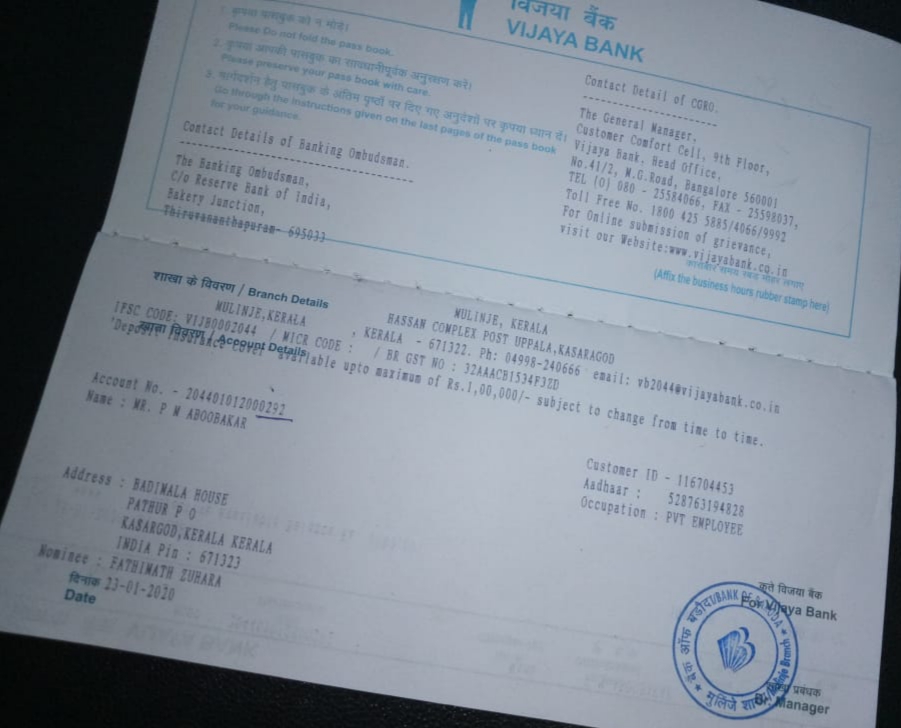 विजया बैंक
VIJAYA BANK
1. कृपया पासबुक को न मोडें।
Please Do not fold the pass book.
2. कृपया आपकी पासबुक का सावधानीपूर्वक अनुरक्षण करें।
Please preserve your pass book with care.
3. मार्गदर्शन हेतु पासबुक के अंतिम पृष्ठों पर दिए गए अनुदेशों पर कृपया ध्यान दें।
Go through the instructions given on the last pages of the pass book
for your guidance.
Contact Details of Banking Ombudsman.
The Banking Ombudsman,
C/o Reserve Bank of India,
Bakery Junction,
Thiruvananthapuram- 695033
Contact Detail of CGRO.
The General Manager,
Customer Comfort Cell, 9th Floor,
Vijaya Bank, Head Office,
No.41/2, M.G.Road, Bangalore 560001
TEL (O) 080 - 25584066, FAX - 25598037,
Toll Free No. 1800 425 5885/4066/9992
For Online submission of grievance,
visit our Website:www.vijayabank.co.in
कारोबार समय रबड़ मोहर लगाए
(Affix the business hours rubber stamp here)
शाखा के विवरण / Branch Details
MULINJE,KERALA
MULINJE, KERALA
HASSAN COMPLEX POST UPPALA,KASARAGOD
, KERALA - 671322. Ph: 04998-240666 email: vb2044@vijayabank.co.in
IFSC CODE: VIJB0002044 / MICR CODE : / BR GST NO : 32AAACB1534F3ZD
खाता विवरण / Account Details
'Deposit insurance cover available upto maximum of Rs.1,00,000/- subject to change from time to time.
Account No. - 204401012000292
Name : MR. P M ABOOBAKAR
Customer ID - 116704453
Aadhaar : 528763194828
Occupation : PVT EMPLOYEE
Address : BADIMALA HOUSE
PATHUR P O
KASARGOD,KERALA KERALA
INDIA Pin : 671323
Nominee : FATHIMATH ZUHARA
दिनांक 23-01-2020
Date
कृते विजया बैंक
For Vijaya Bank
बैंक ऑफ बड़ौदा BANK OF BARODA
मुलिंजे शाखा Mulinje Branch
प्रबंधक
Manager